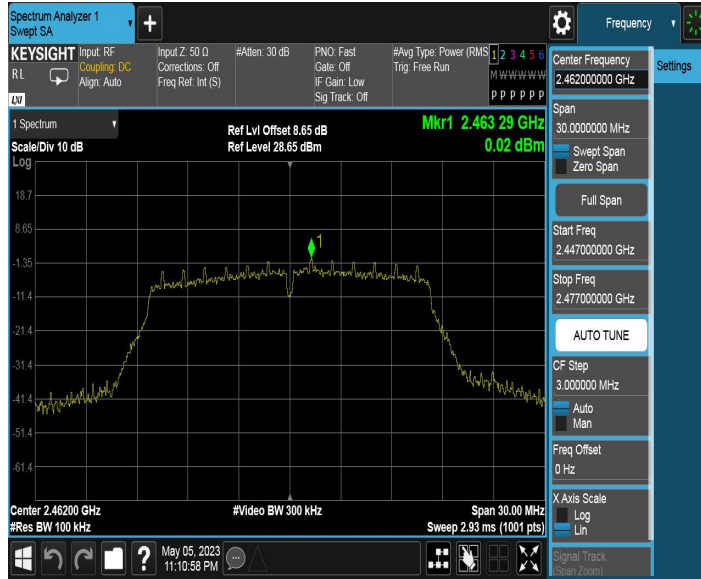 Spectrum Analyzer 1
Swept SA
Frequency
KEYSIGHT
RL
LXI
Input: RF
Coupling: DC
Align: Auto
Input Z: 50 Ω
Corrections: Off
Freq Ref: Int (S)
#Atten: 30 dB
PNO: Fast
Gate: Off
IF Gain: Low
Sig Track: Off
#Avg Type: Power (RMS
Trig: Free Run
1 2 3 4 5 6
M W W W W W
P P P P P P
1 Spectrum
Scale/Div 10 dB
Ref Lvl Offset 8.65 dB
Ref Level 28.65 dBm
Mkr1 2.463 29 GHz
0.02 dBm
Log
18.7
8.65
-1.35
-11.4
-21.4
-31.4
-41.4
-51.4
-61.4
1
Center 2.46200 GHz
#Res BW 100 kHz
#Video BW 300 kHz
Span 30.00 MHz
Sweep 2.93 ms (1001 pts)
Center Frequency
2.462000000 GHz
Settings
Span
30.0000000 MHz
Swept Span
Zero Span
Full Span
Start Freq
2.447000000 GHz
Stop Freq
2.477000000 GHz
AUTO TUNE
CF Step
3.000000 MHz
Auto
Man
Freq Offset
0 Hz
X Axis Scale
Log
Lin
Signal Track
(Span Zoom)
?
May 05, 2023
11:10:58 PM